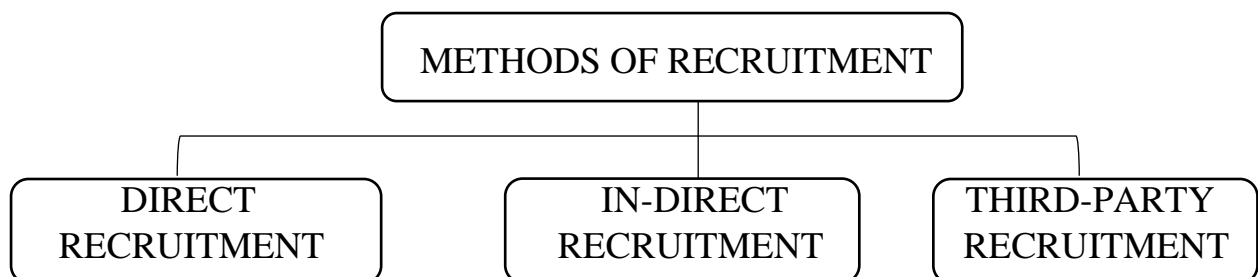 METHODS OF RECRUITMENT
DIRECT
RECRUITMENT
IN-DIRECT
RECRUITMENT
THIRD-PARTY
RECRUITMENT